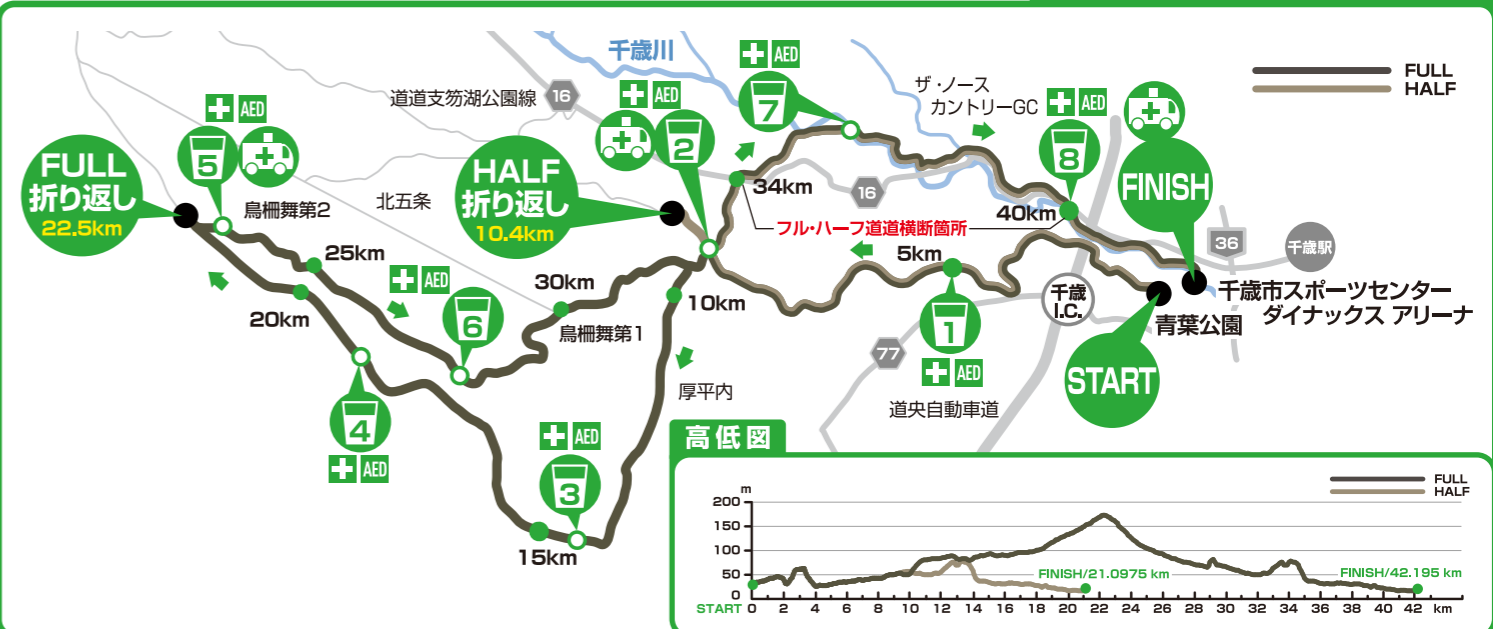 千歳川
AED
7
ザ・ノース
カントリーGC
FULL
HALF
道道支笏湖公園線
16
AED
2
AED
8
AED
5
FULL
折り返し
22.5km
鳥柵舞第2
北五条
HALF
折り返し
10.4km
34km
16
40km
FINISH
フル・ハーフ道道横断箇所
36
千歳駅
25km
5km
AED
30km
10km
20km
6
鳥柵舞第1
1
AED
千歳
I.C.
千歳市スポーツセンター
ダイナックス アリーナ
青葉公園
START
77
道央自動車道
厚平内
4
AED
AED
3
15km
高低図
FULL
HALF
m
200
150
100
50
0
FINISH/21.0975 km
FINISH/42.195 km
START 0 2 4 6 8 10 12 14 16 18 20 22 24 26 28 30 32 34 36 38 40 42 km